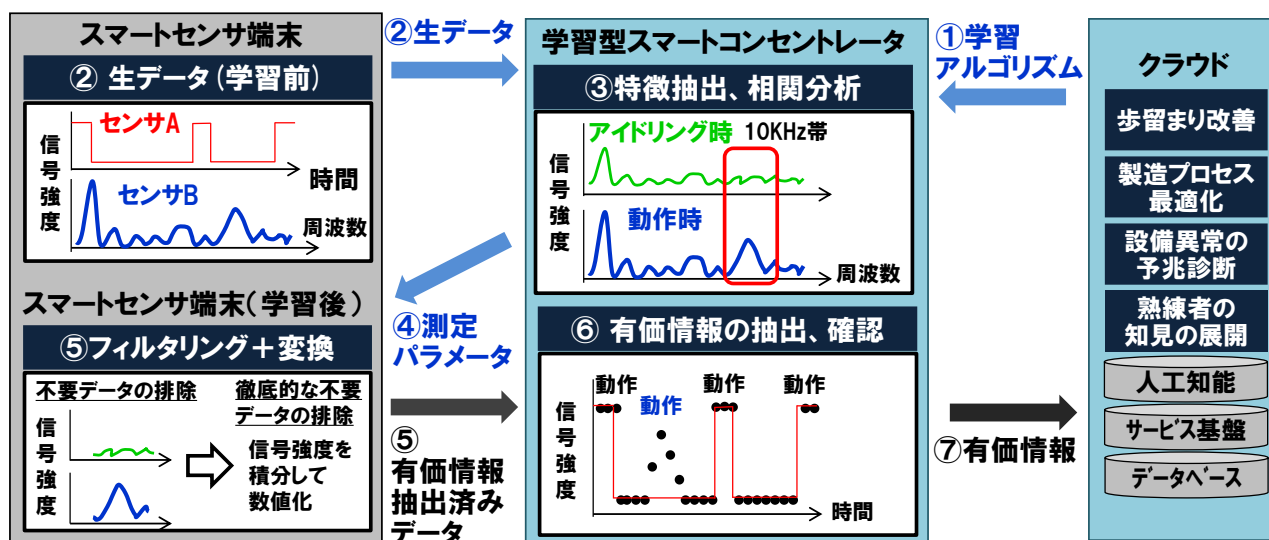 スマートセンサ端末
② 生データ(学習前)
センサA
信号強度
時間
センサB
周波数
スマートセンサ端末(学習後)
⑤フィルタリング＋変換
不要データの排除
徹底的な不要
データの排除
信号強度
信号強度を
積分して
数値化
②生データ
④測定
パラメータ
⑤
有価情報
抽出済み
データ
学習型スマートコンセントレータ
③特徴抽出、相関分析
アイドリング時 10KHz帯
信号強度
動作時
周波数
⑥ 有価情報の抽出、確認
動作 動作 動作
動作
信号強度
時間
①学習
アルゴリズム
⑦有価情報
クラウド
歩留まり改善
製造プロセス
最適化
設備異常の
予兆診断
熟練者の
知見の展開
人工知能
サービス基盤
データベース